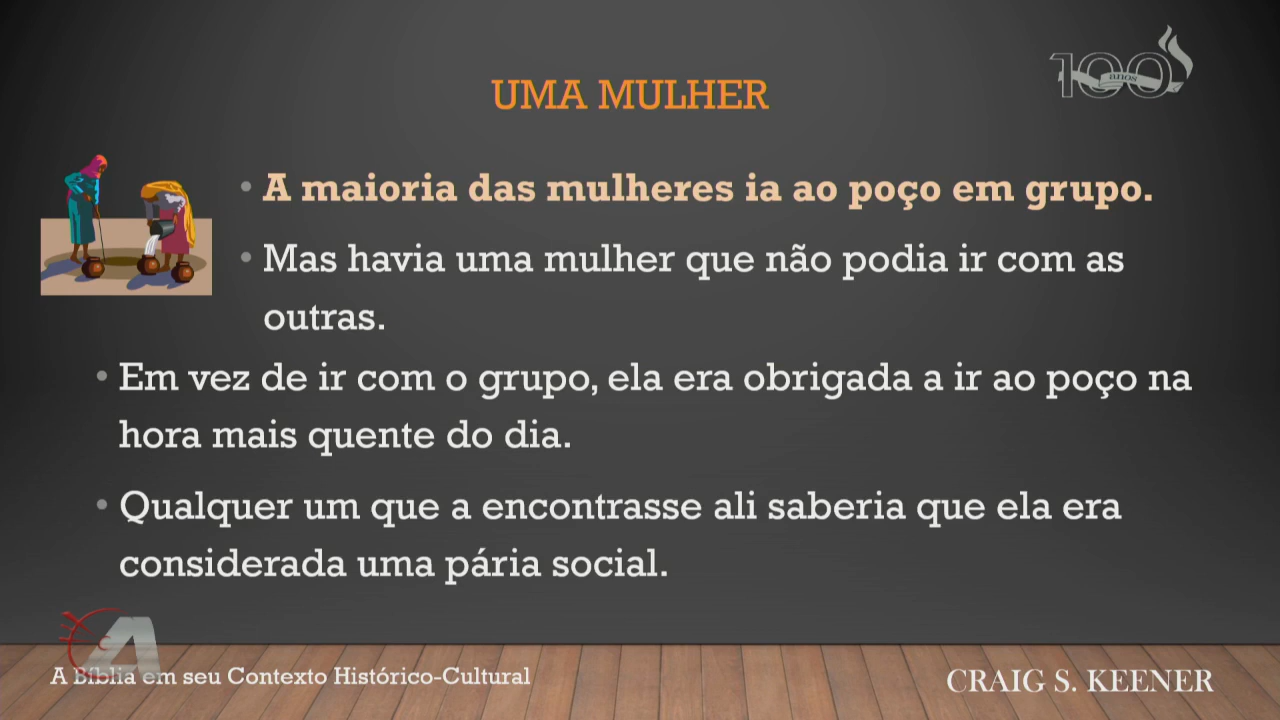 100
anos
UMA MULHER
• A maioria das mulheres ia ao poço em grupo.
• Mas havia uma mulher que não podia ir com as
outras.
• Em vez de ir com o grupo, ela era obrigada a ir ao poço na
hora mais quente do dia.
• Qualquer um que a encontrasse ali saberia que ela era
considerada uma pária social.
A Bíblia em seu Contexto Histórico-Cultural
CRAIG S. KEENER